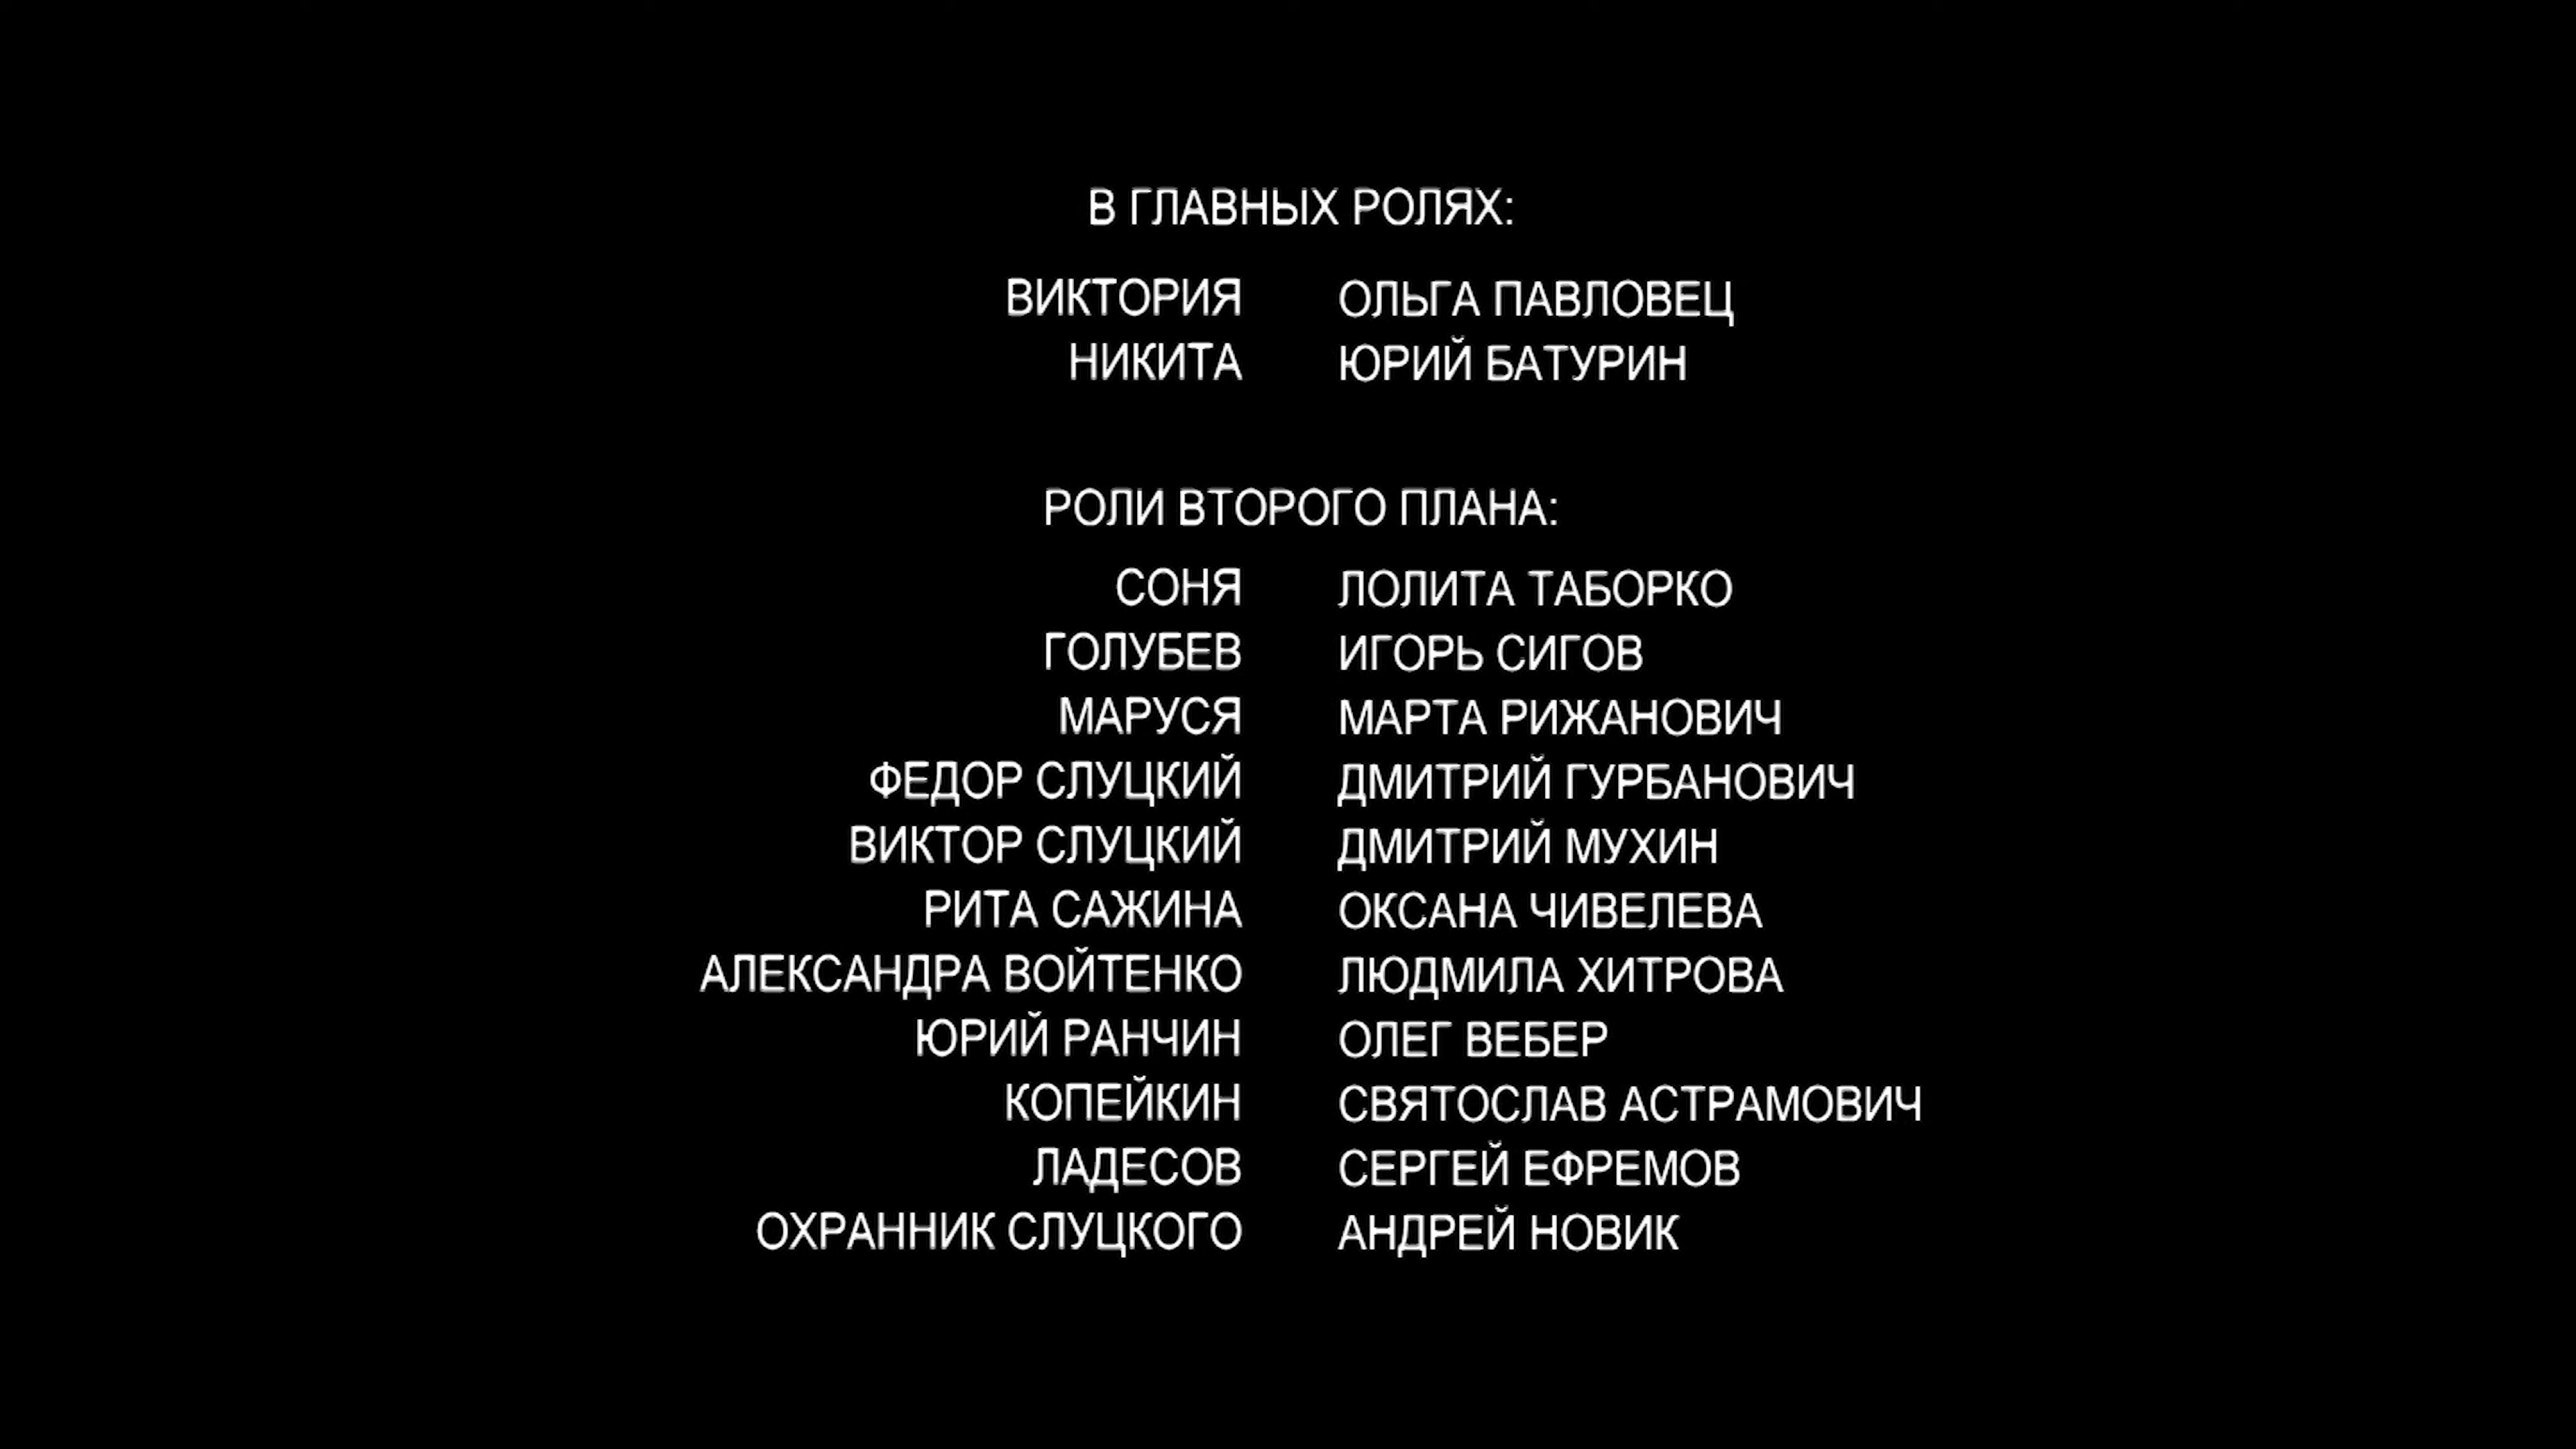 В ГЛАВНЫХ РОЛЯХ:
ВИКТОРИЯ ОЛЬГА ПАВЛОВЕЦ
НИКИТА ЮРИЙ БАТУРИН
РОЛИ ВТОРОГО ПЛАНА:
СОНЯ ЛОЛИТА ТАБОРКО
ГОЛУБЕВ ИГОРЬ СИГОВ
МАРУСЯ МАРТА РИЖАНОВИЧ
ФЕДОР СЛУЦКИЙ ДМИТРИЙ ГУРБАНОВИЧ
ВИКТОР СЛУЦКИЙ ДМИТРИЙ МУХИН
РИТА САЖИНА ОКСАНА ЧИВЕЛЕВА
АЛЕКСАНДРА ВОЙТЕНКО ЛЮДМИЛА ХИТРОВА
ЮРИЙ РАНЧИН ОЛЕГ ВЕБЕР
КОПЕЙКИН СВЯТОСЛАВ АСТРАМОВИЧ
ЛАДЕСОВ СЕРГЕЙ ЕФРЕМОВ
ОХРАННИК СЛУЦКОГО АНДРЕЙ НОВИК